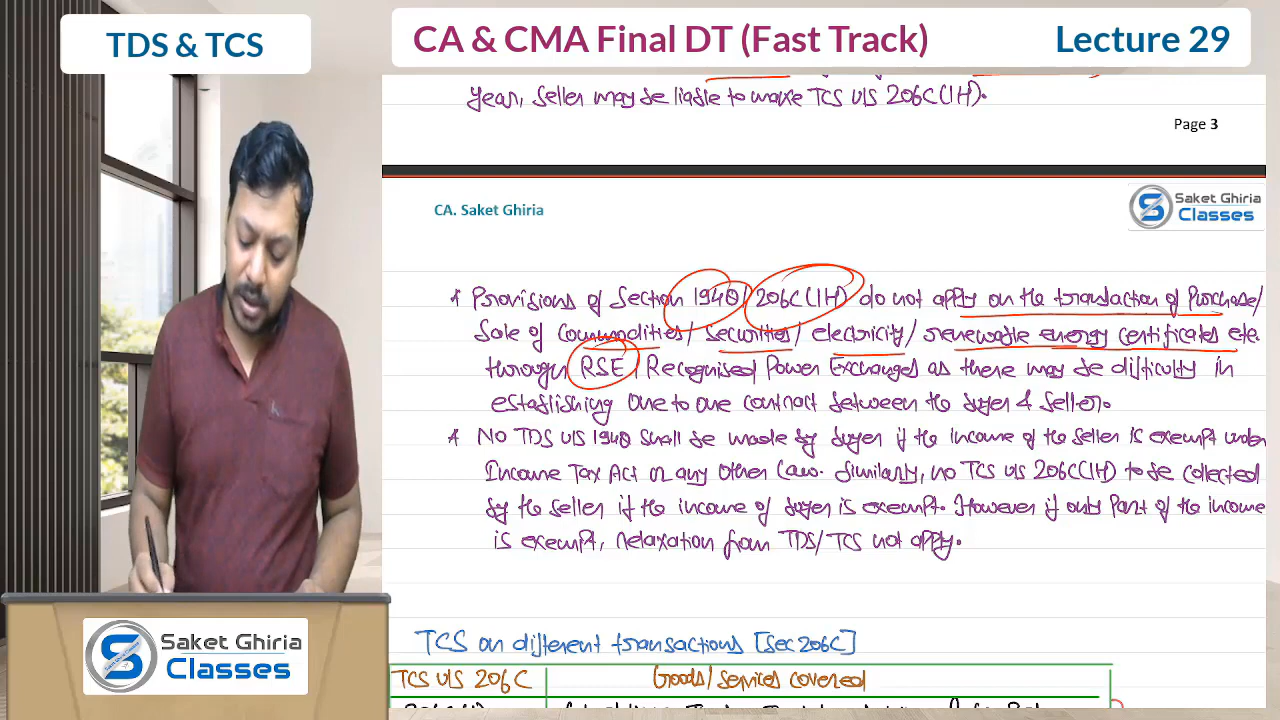 TDS & TCS
CA & CMA Final DT (Fast Track)
Lecture 29
year, Seller may be liable to make TCS u/s 206C(1H).
Page 3
CA. Saket Ghiria
Saket Ghiria
Classes
* Provisions of Section 194Q/ 206C(1H) do not apply on the transaction of Purchase/
Sale of Commodities/ Securities/ electricity/ renewable energy certificates etc.
through RSE/ Recognised Power Exchanges as there may be difficulty in
establishing one to one contract between the buyer & seller.
* No TDS u/s 194Q shall be made by buyer if the income of the seller is exempt under
Income Tax Act or any other Law. Similarly, no TCS u/s 206C(1H) to be collected
by the seller if the income of buyer is exempt. However if only Part of the income
is exempt, relaxation from TDS/TCS not apply.
TCS on different transactions [Sec 206C]
TCS u/s 206C
Goods/ Services covered
Saket Ghiria
Classes